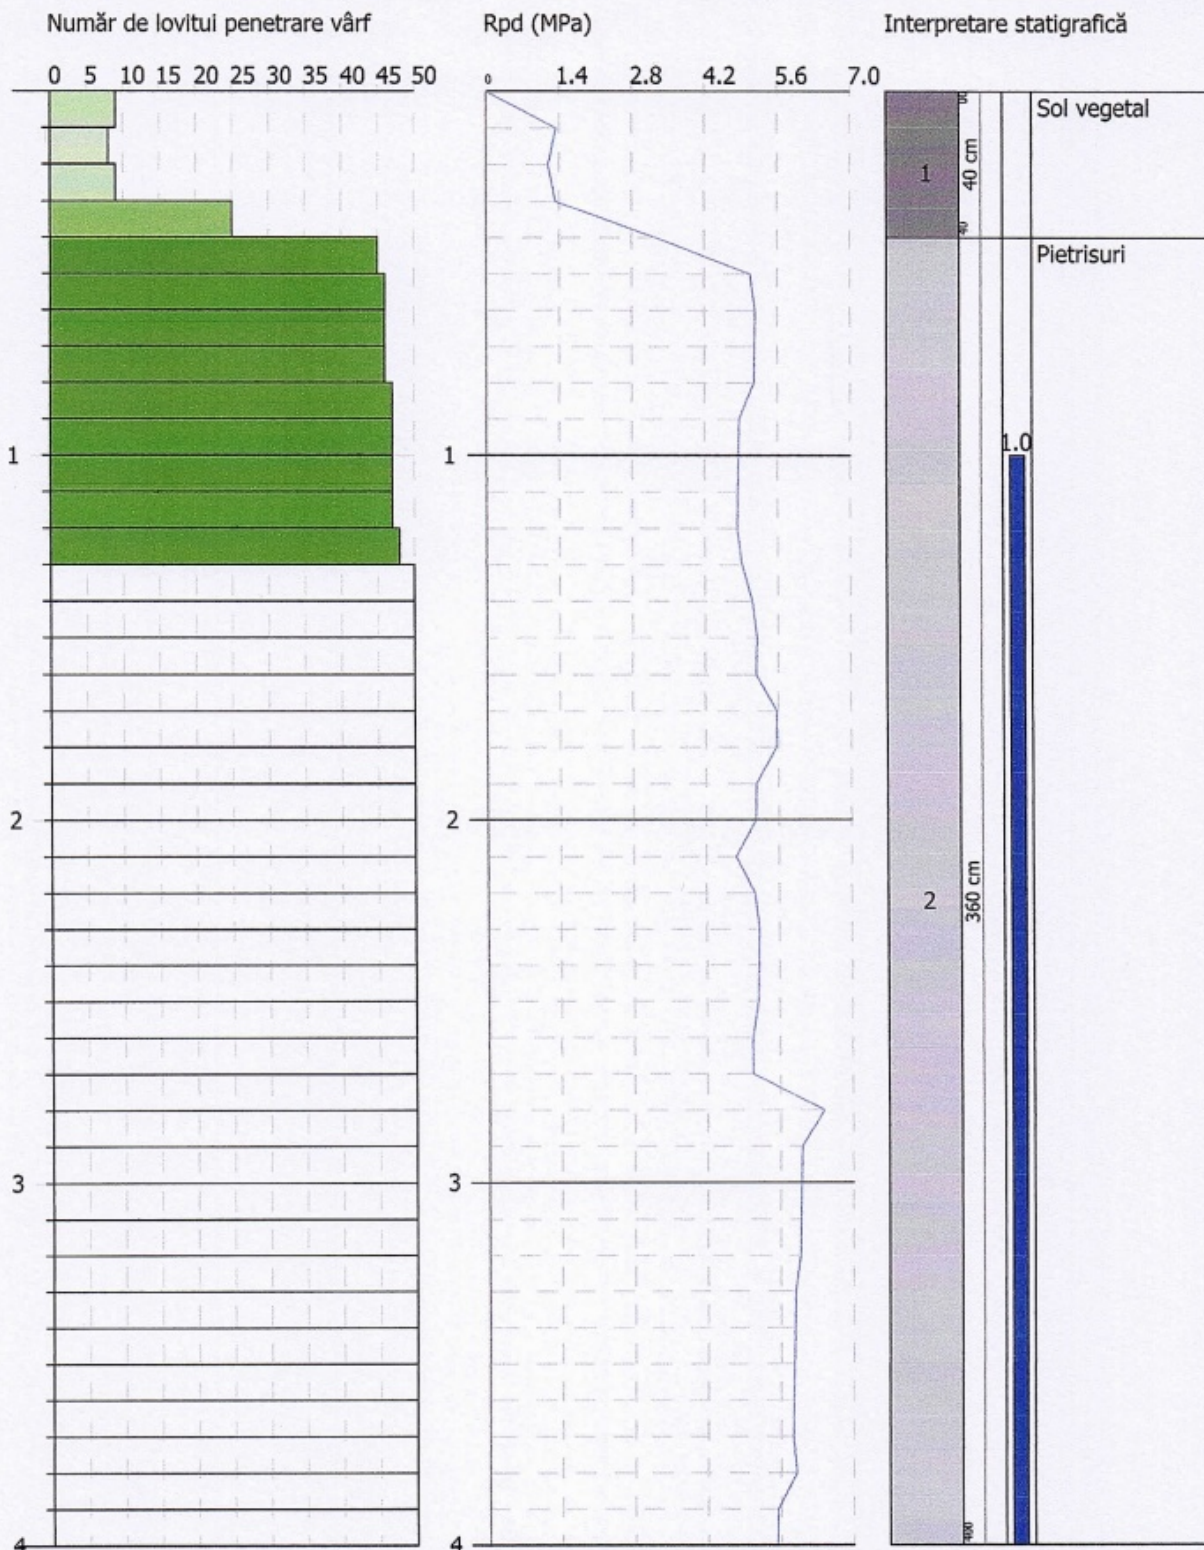 Număr de lovitui penetrare vârf
Rpd (MPa)
Interpretare statigrafică
0 5 10 15 20 25 30 35 40 45 50
0 1.4 2.8 4.2 5.6 7.0
Sol vegetal
1
40 cm
40
Pietrisuri
1
1
1.0
2
2
2
360 cm
3
3
400
4
4